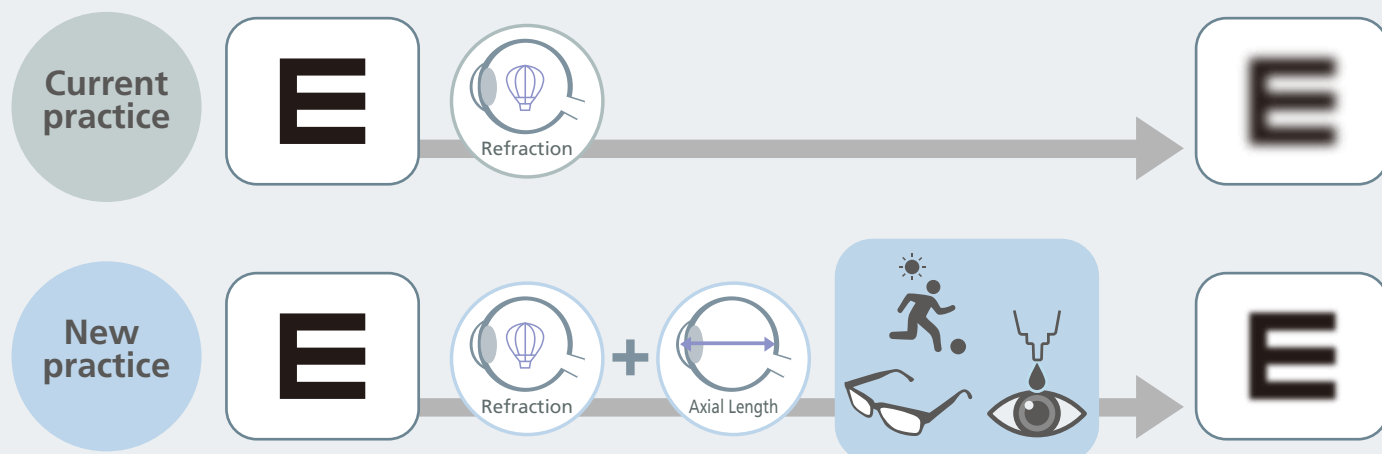 Current
practice
E
Refraction
E
New
practice
E
Refraction
+
Axial Length
E